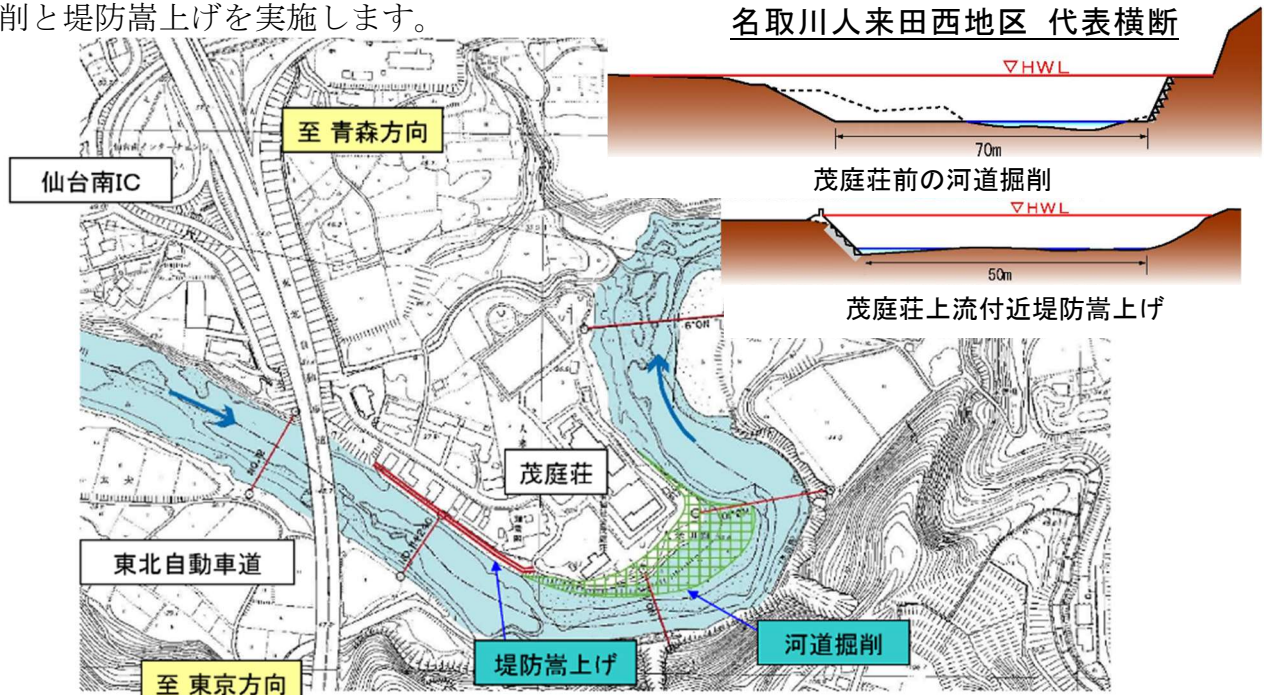 削と堤防嵩上げを実施します。
名取川人来田西地区 代表横断
▽HWL
70m
茂庭荘前の河道掘削
▽HWL
50m
茂庭荘上流付近堤防嵩上げ
至 青森方向
仙台南IC
茂庭荘
東北自動車道
堤防嵩上げ
河道掘削
至 東京方向